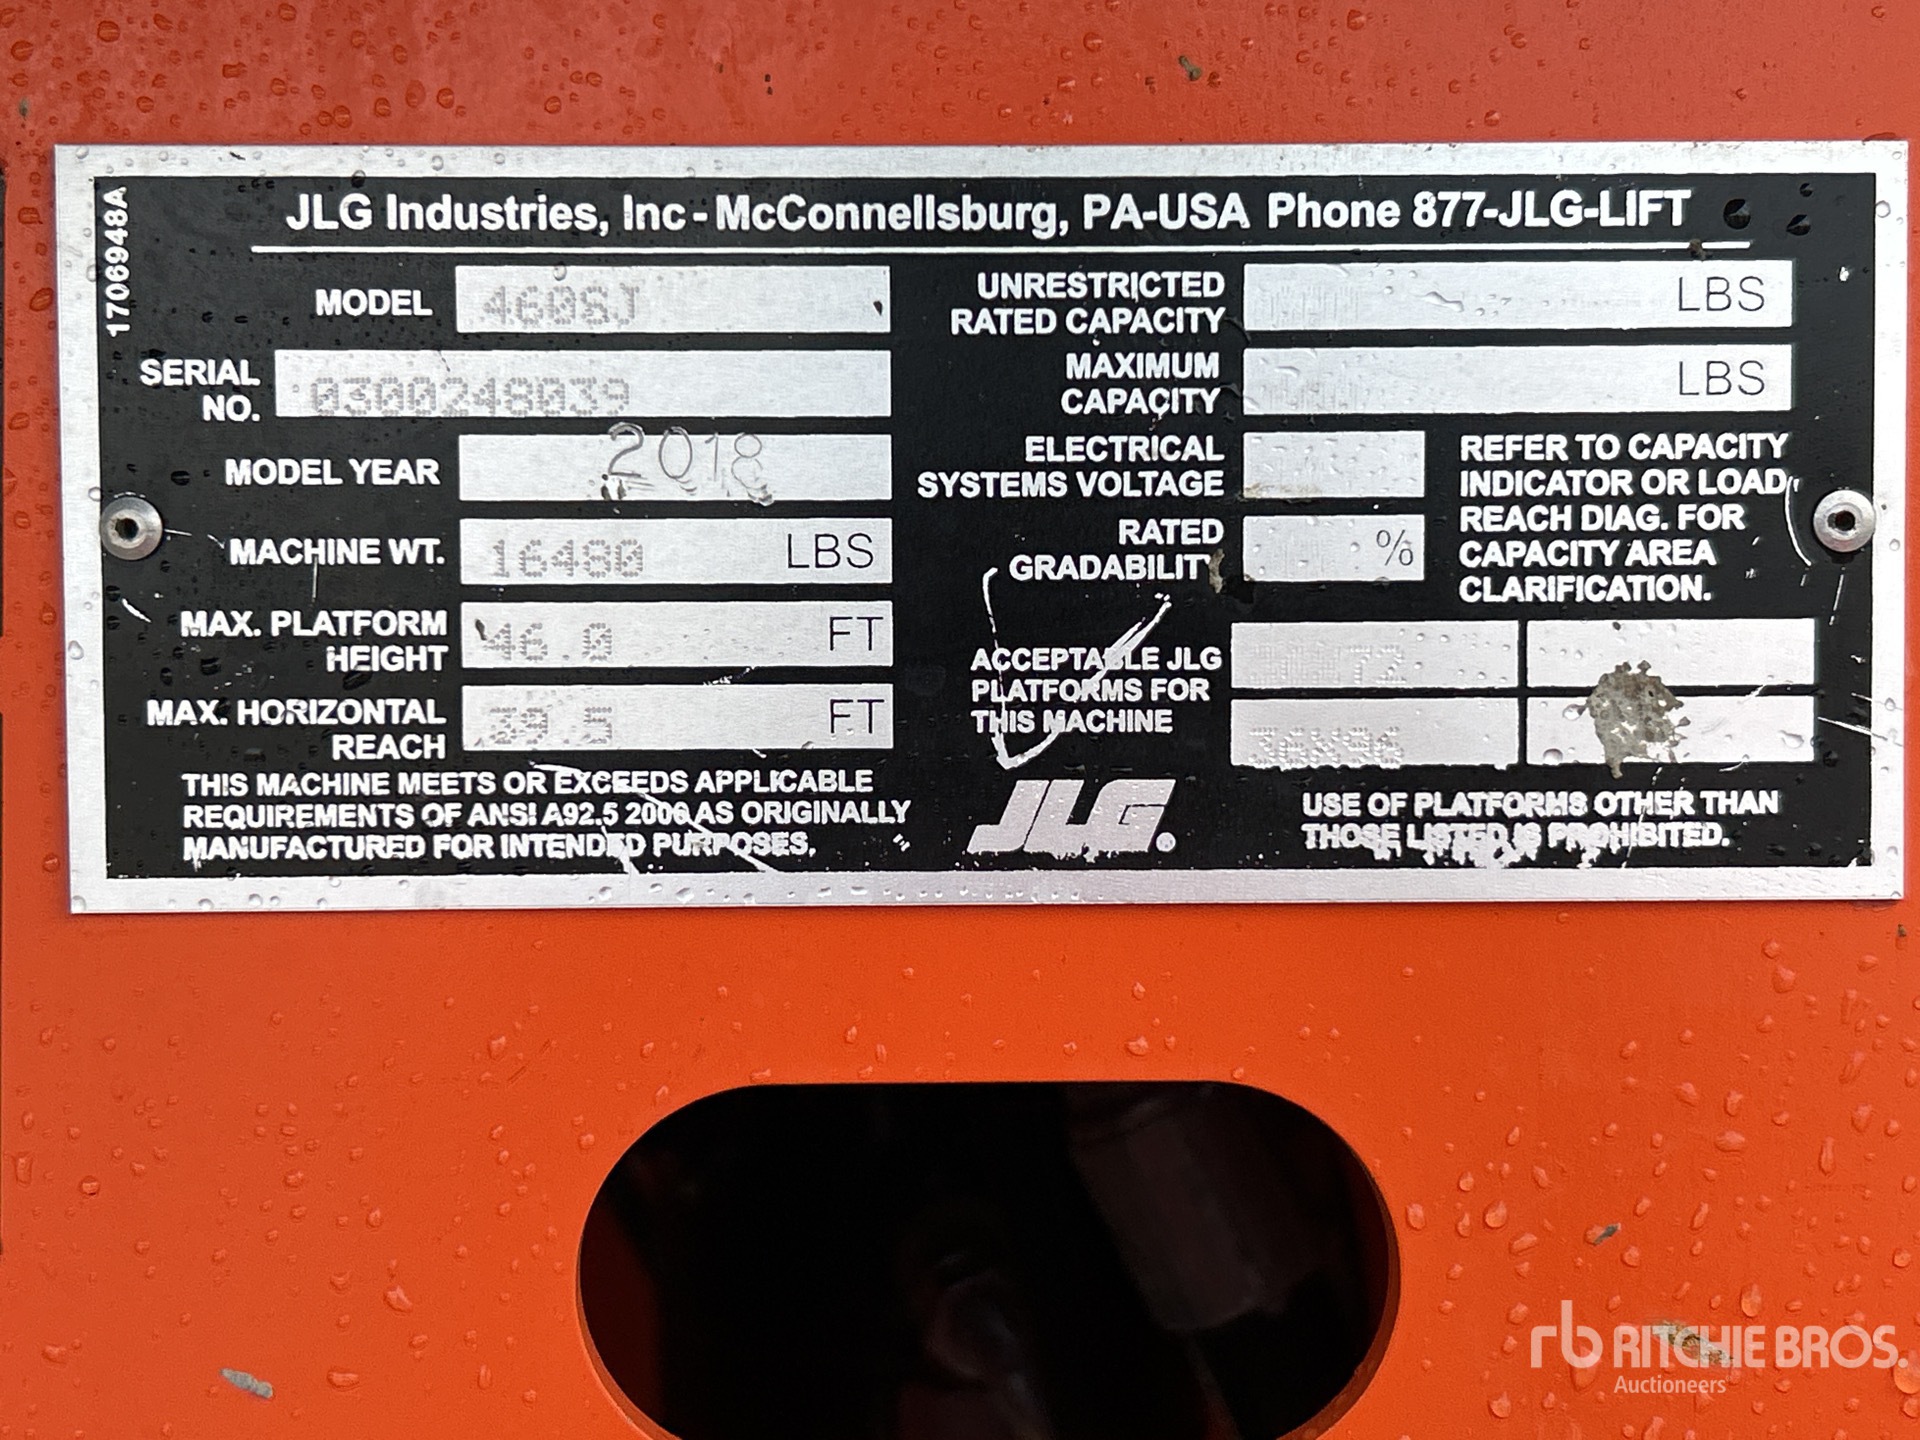 1706948A
JLG Industries, Inc - McConnellsburg, PA-USA Phone 877-JLG-LIFT
MODEL 460SJ
SERIAL
NO. 0300248039
MODEL YEAR 2018
MACHINE WT. 16480 LBS
MAX. PLATFORM
HEIGHT 46.0 FT
MAX. HORIZONTAL
REACH 39.5 FT
THIS MACHINE MEETS OR EXCEEDS APPLICABLE
REQUIREMENTS OF ANSI A92.5 2006 AS ORIGINALLY
MANUFACTURED FOR INTENDED PURPOSES.
UNRESTRICTED
RATED CAPACITY LBS
MAXIMUM
CAPACITY LBS
ELECTRICAL
SYSTEMS VOLTAGE
RATED
GRADABILITY %
REFER TO CAPACITY
INDICATOR OR LOAD
REACH DIAG. FOR
CAPACITY AREA
CLARIFICATION.
ACCEPTABLE JLG
PLATFORMS FOR
THIS MACHINE
36X96
JLG®
USE OF PLATFORMS OTHER THAN
THOSE LISTED IS PROHIBITED.
rb RITCHIE BROS.
Auctioneers